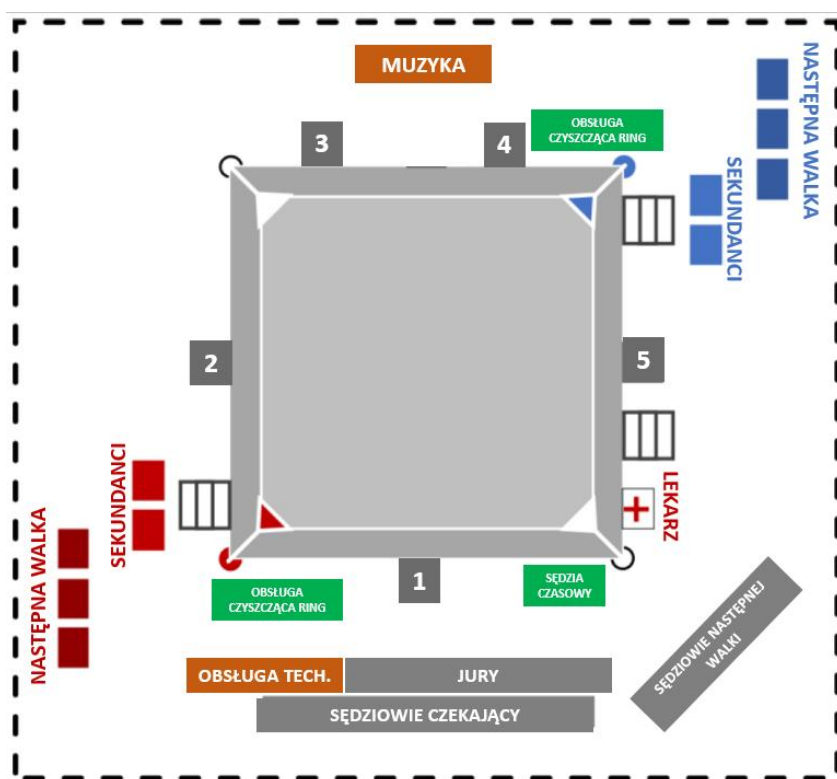 MUZYKA
NASTĘPNA WALKA
OBSŁUGA
CZYSZCZĄCA RING
3
4
SEKUNDANCI
2
5
SEKUNDANCI
LEKARZ
NASTĘPNA WALKA
1
OBSŁUGA
CZYSZCZĄCA RING
SĘDZIA
CZASOWY
SĘDZIOWIE NASTĘPNEJ
WALKI
OBSŁUGA TECH.
JURY
SĘDZIOWIE CZEKAJĄCY